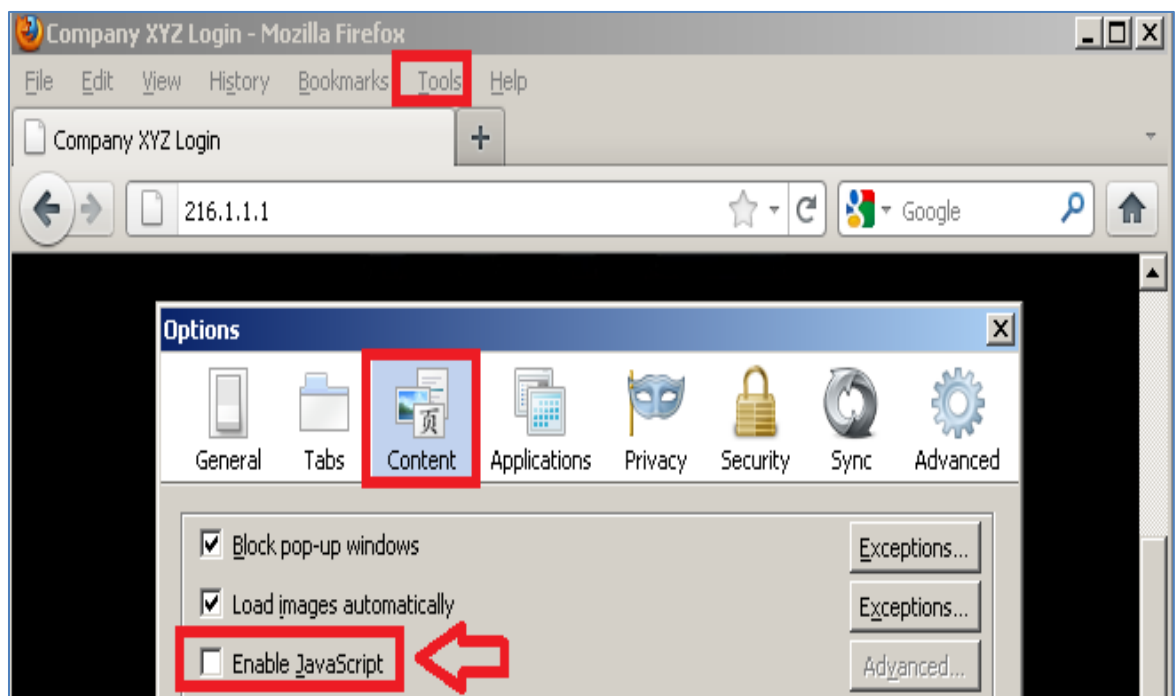 Company XYZ Login - Mozilla Firefox
File Edit View History Bookmarks Tools Help
Company XYZ Login +
216.1.1.1 Google
Options
页
General Tabs Content Applications Privacy Security Sync Advanced
Block pop-up windows Exceptions...
Load images automatically Exceptions...
Enable JavaScript Advanced...